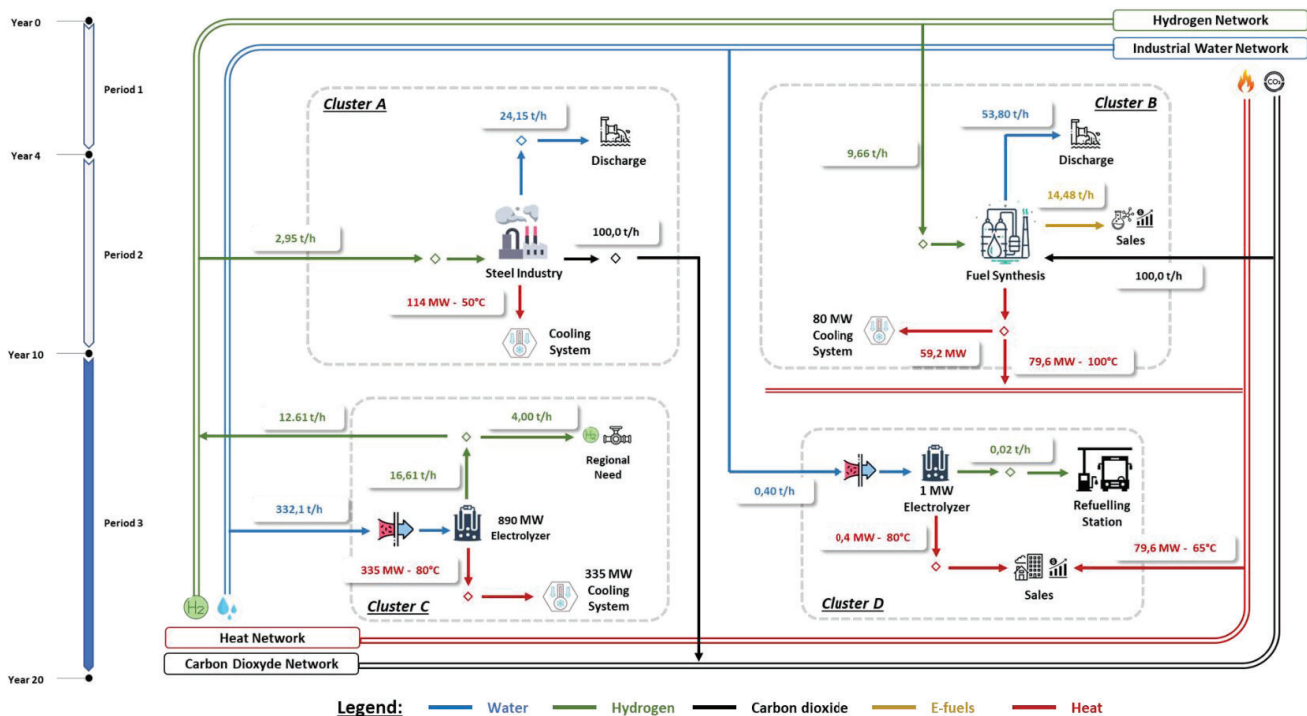 Year 0
Period 1
Year 4
Period 2
Year 10
Period 3
Year 20
Hydrogen Network
Industrial Water Network
CO₂
Cluster A
24,15 t/h
Discharge
2,95 t/h
Steel Industry
100,0 t/h
114 MW - 50°C
Cooling
System
Cluster B
53,80 t/h
Discharge
9,66 t/h
14,48 t/h
Sales
Fuel Synthesis
100,0 t/h
80 MW
Cooling
System
59,2 MW
79,6 MW - 100°C
12.61 t/h
4,00 t/h
H₂
Regional
Need
16,61 t/h
332,1 t/h
890 MW
Electrolyzer
335 MW - 80°C
335 MW
Cooling
System
Cluster C
0,02 t/h
0,40 t/h
1 MW
Electrolyzer
Refuelling
Station
0,4 MW - 80°C
79,6 MW - 65°C
Sales
Cluster D
H₂
Heat Network
Carbon Dioxyde Network
Legend:
Water
Hydrogen
Carbon dioxide
E-fuels
Heat